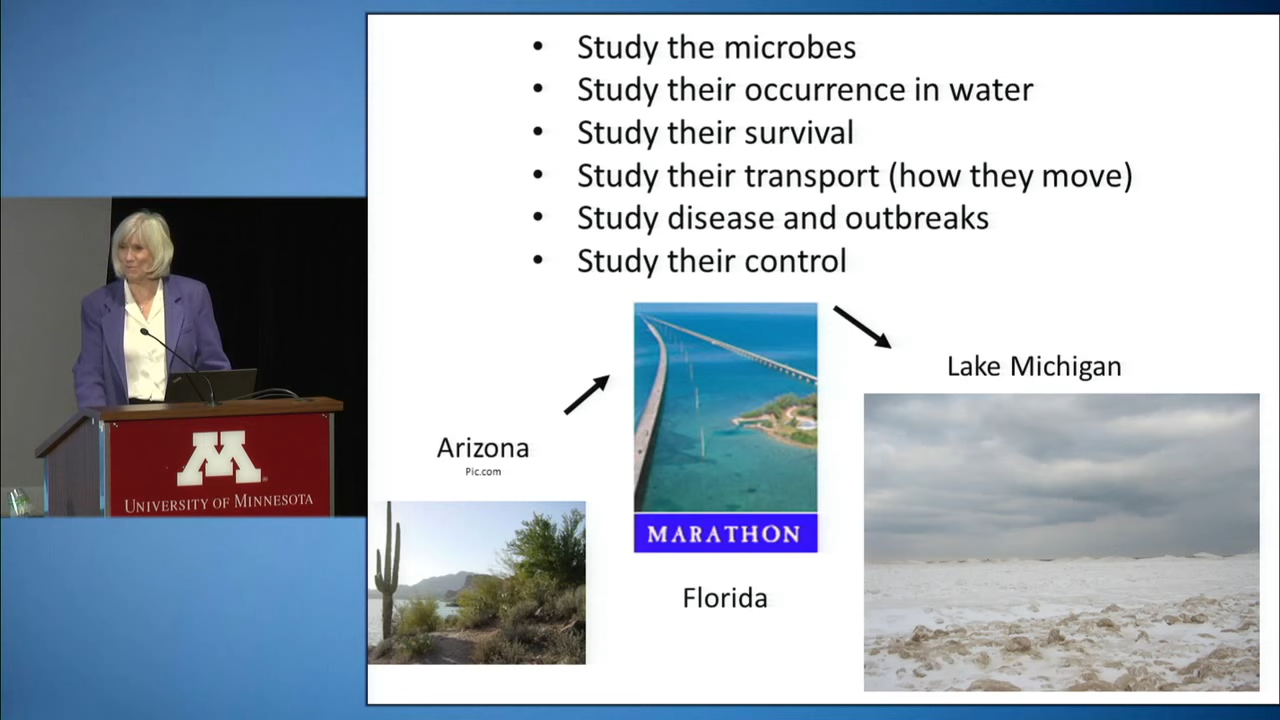 • Study the microbes
• Study their occurrence in water
• Study their survival
• Study their transport (how they move)
• Study disease and outbreaks
• Study their control
Lake Michigan
Arizona
Pic.com
MARATHON
Florida
M
UNIVERSITY OF MINNESOTA